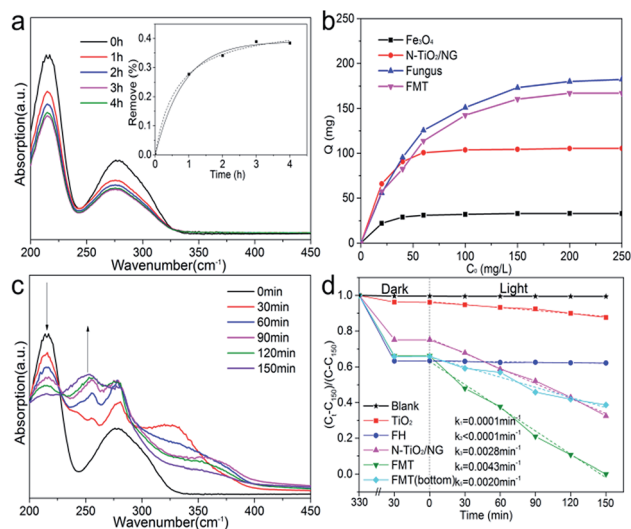 a
Absorption(a.u.)
0h
1h
2h
3h
4h
Remove (%)
0.4
0.3
0.2
0.1
0.0
0 1 2 3 4
Time (h)
200 250 300 350 400 450
Wavenumber(cm⁻¹)
b
Q (mg)
250
200
150
100
50
0
Fe₃O₄
N-TiO₂/NG
Fungus
FMT
0 50 100 150 200 250
C₀ (mg/L)
c
Absorption(a.u.)
0min
30min
60min
90min
120min
150min
200 250 300 350 400 450
Wavenumber(cm⁻¹)
d
(Cₜ-C₁₅₀)/(C-C₁₅₀)
1.0
0.8
0.6
0.4
0.2
0.0
Dark Light
Blank
TiO₂ k₁=0.0001min⁻¹
FH k₂<0.0001min⁻¹
N-TiO₂/NG k₃=0.0028min⁻¹
FMT k₄=0.0043min⁻¹
FMT(bottom) k₅=0.0020min⁻¹
330 30 0 30 60 90 120 150
Time (min)